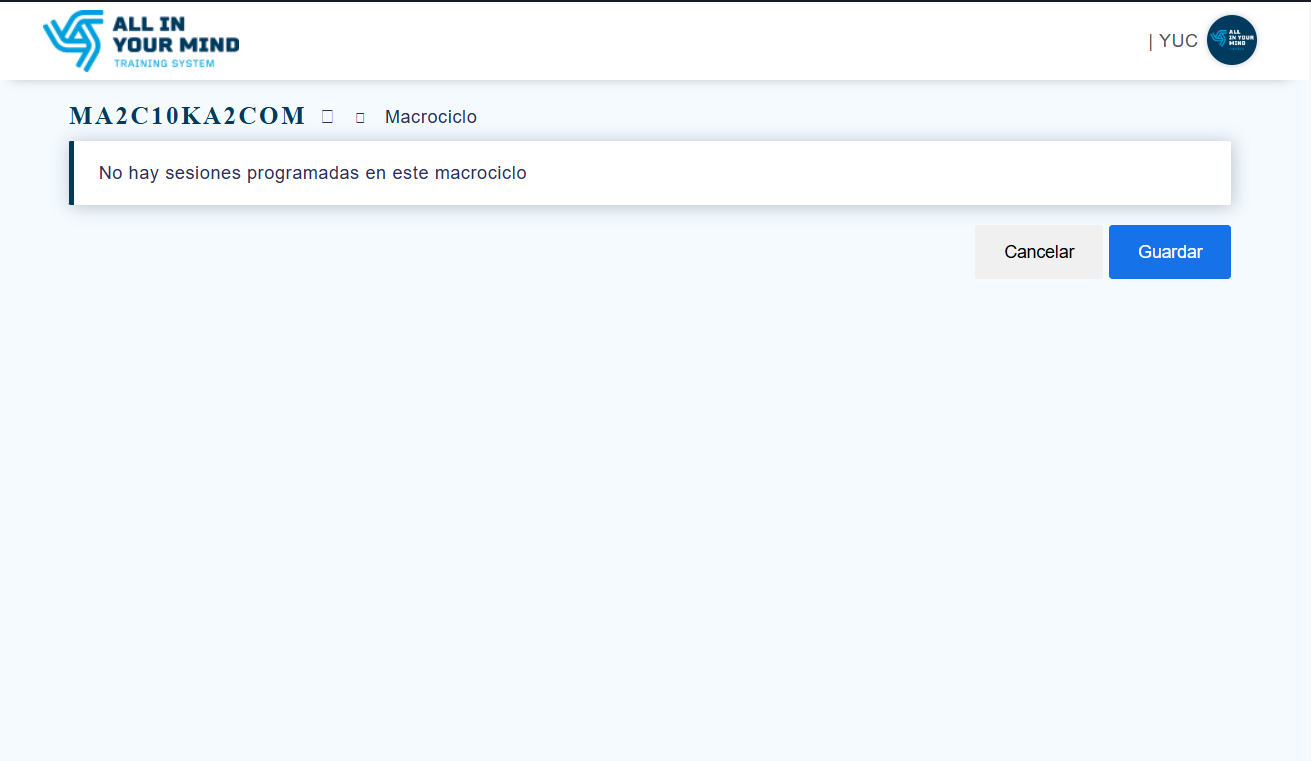 ALL IN
YOUR MIND
TRAINING SYSTEM
| YUC
ALL
IN YOUR
MIND
MA2C10KA2COM Macrociclo
No hay sesiones programadas en este macrociclo
Cancelar Guardar